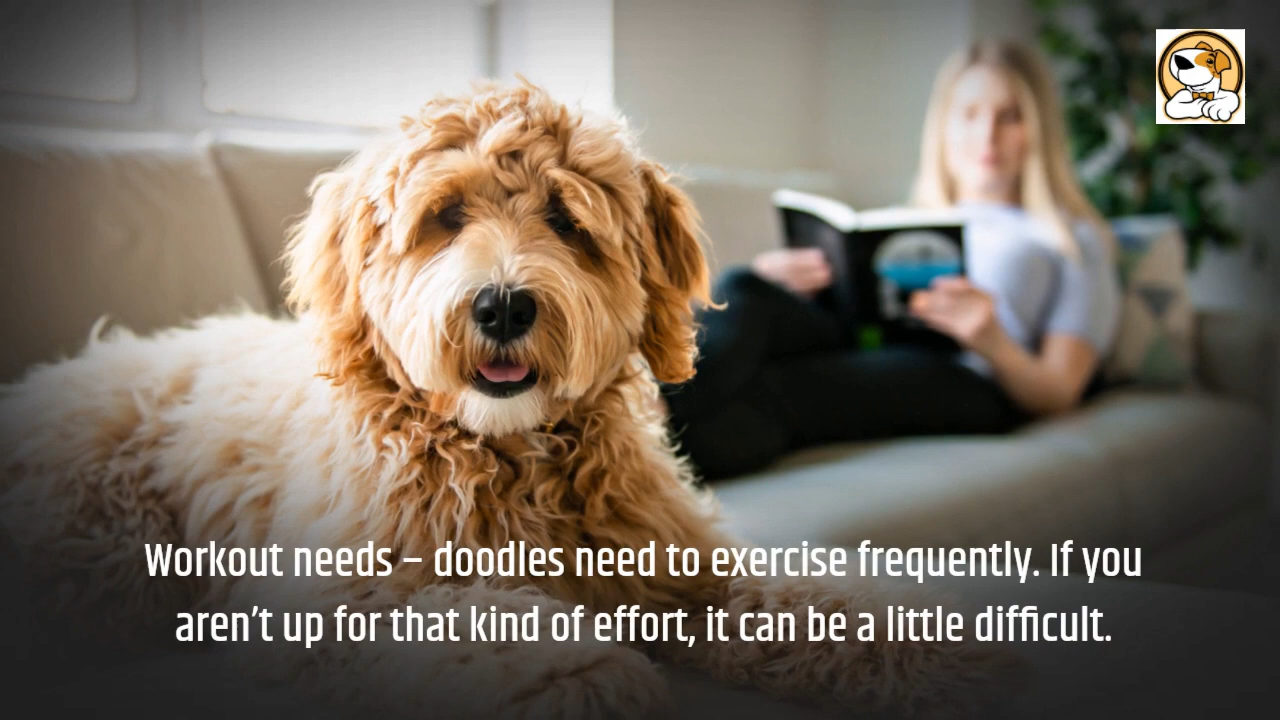 Workout needs – doodles need to exercise frequently. If you
aren’t up for that kind of effort, it can be a little difficult.